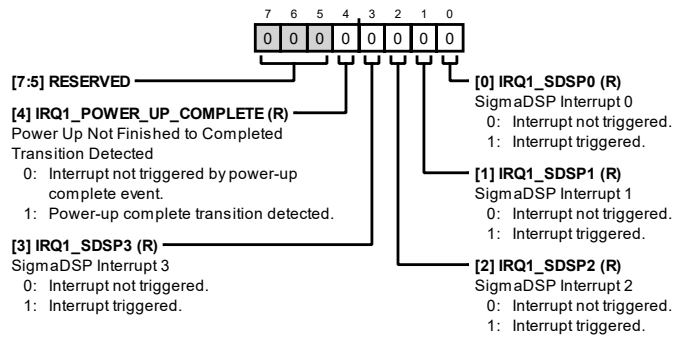 7 6 5 4 3 2 1 0
0 0 0 0 0 0 0 0
[7:5] RESERVED
[4] IRQ1_POWER_UP_COMPLETE (R)
Power Up Not Finished to Completed
Transition Detected
0: Interrupt not triggered by power-up
complete event.
1: Power-up complete transition detected.
[3] IRQ1_SDSP3 (R)
SigmaDSP Interrupt 3
0: Interrupt not triggered.
1: Interrupt triggered.
[0] IRQ1_SDSP0 (R)
SigmaDSP Interrupt 0
0: Interrupt not triggered.
1: Interrupt triggered.
[1] IRQ1_SDSP1 (R)
SigmaDSP Interrupt 1
0: Interrupt not triggered.
1: Interrupt triggered.
[2] IRQ1_SDSP2 (R)
SigmaDSP Interrupt 2
0: Interrupt not triggered.
1: Interrupt triggered.